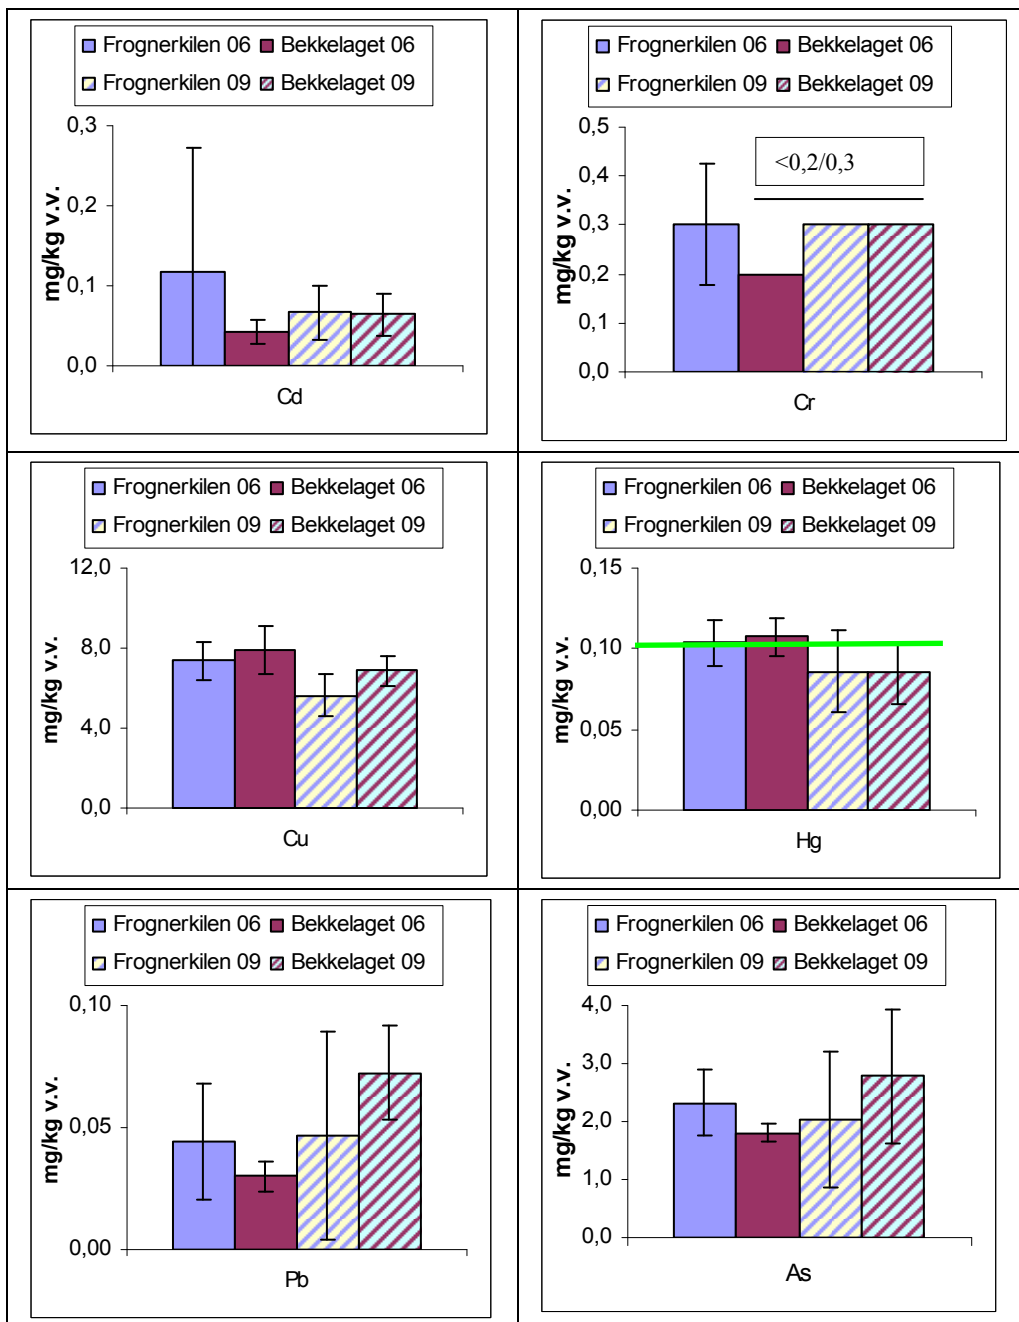 Frognerkilen 06 Bekkelaget 06
Frognerkilen 09 Bekkelaget 09
0,3
0,2
0,1
0,0
mg/kg v.v.
Cd
Frognerkilen 06 Bekkelaget 06
Frognerkilen 09 Bekkelaget 09
0,5
0,4
0,3
0,2
0,1
0,0
mg/kg v.v.
<0,2/0,3
Cr
Frognerkilen 06 Bekkelaget 06
Frognerkilen 09 Bekkelaget 09
12,0
8,0
4,0
0,0
mg/kg v.v.
Cu
Frognerkilen 06 Bekkelaget 06
Frognerkilen 09 Bekkelaget 09
0,15
0,10
0,05
0,00
mg/kg v.v.
Hg
Frognerkilen 06 Bekkelaget 06
Frognerkilen 09 Bekkelaget 09
0,10
0,05
0,00
mg/kg v.v.
Pb
Frognerkilen 06 Bekkelaget 06
Frognerkilen 09 Bekkelaget 09
4,0
3,0
2,0
1,0
0,0
mg/kg v.v.
As